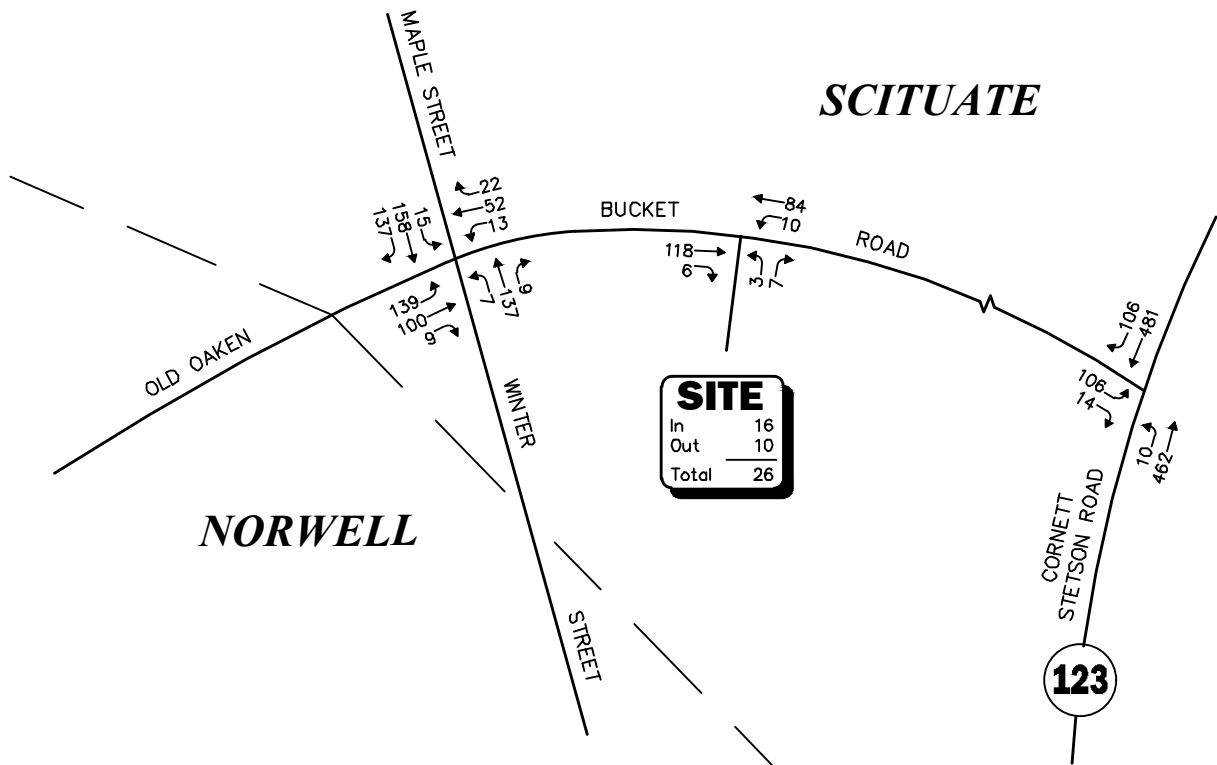 MAPLE STREET
SCITUATE
22
52
13
137
158
15
BUCKET
84
10
ROAD
118
6
3
7
139
100
9
7
137
9
106
481
OLD OAKEN
106
14
SITE
In 16
Out 10
Total 26
WINTER
10
462
NORWELL
CORNETT
STETSON ROAD
STREET
123